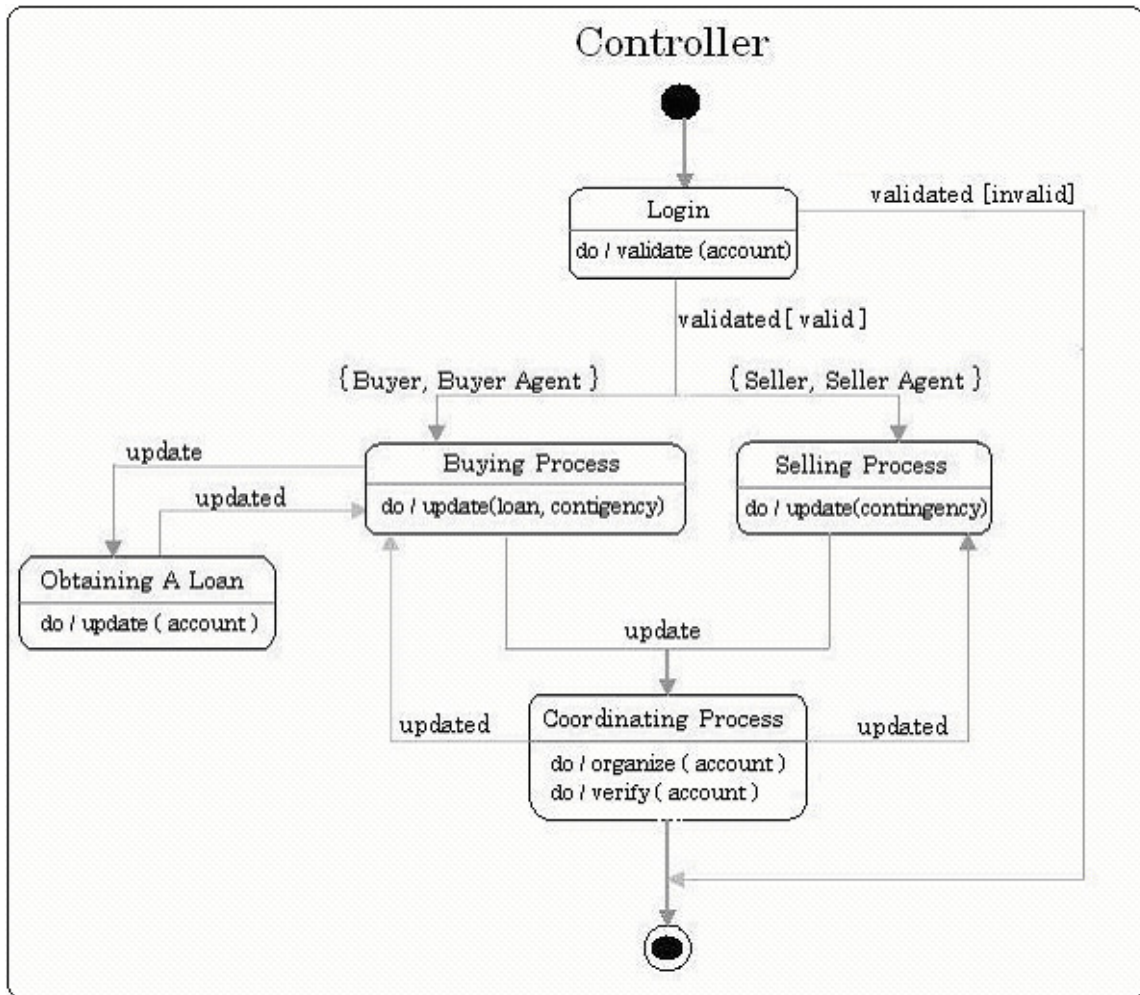 Controller
Login
do / validate (account)
validated [invalid]
validated [ valid ]
{Buyer, Buyer Agent }
{Seller, Seller Agent }
update
Buying Process
do / update(loan, contigency)
Selling Process
do / update(contingency)
updated
Obtaining A Loan
do / update ( account )
update
Coordinating Process
do / organize ( account )
do / verify ( account )
updated
updated